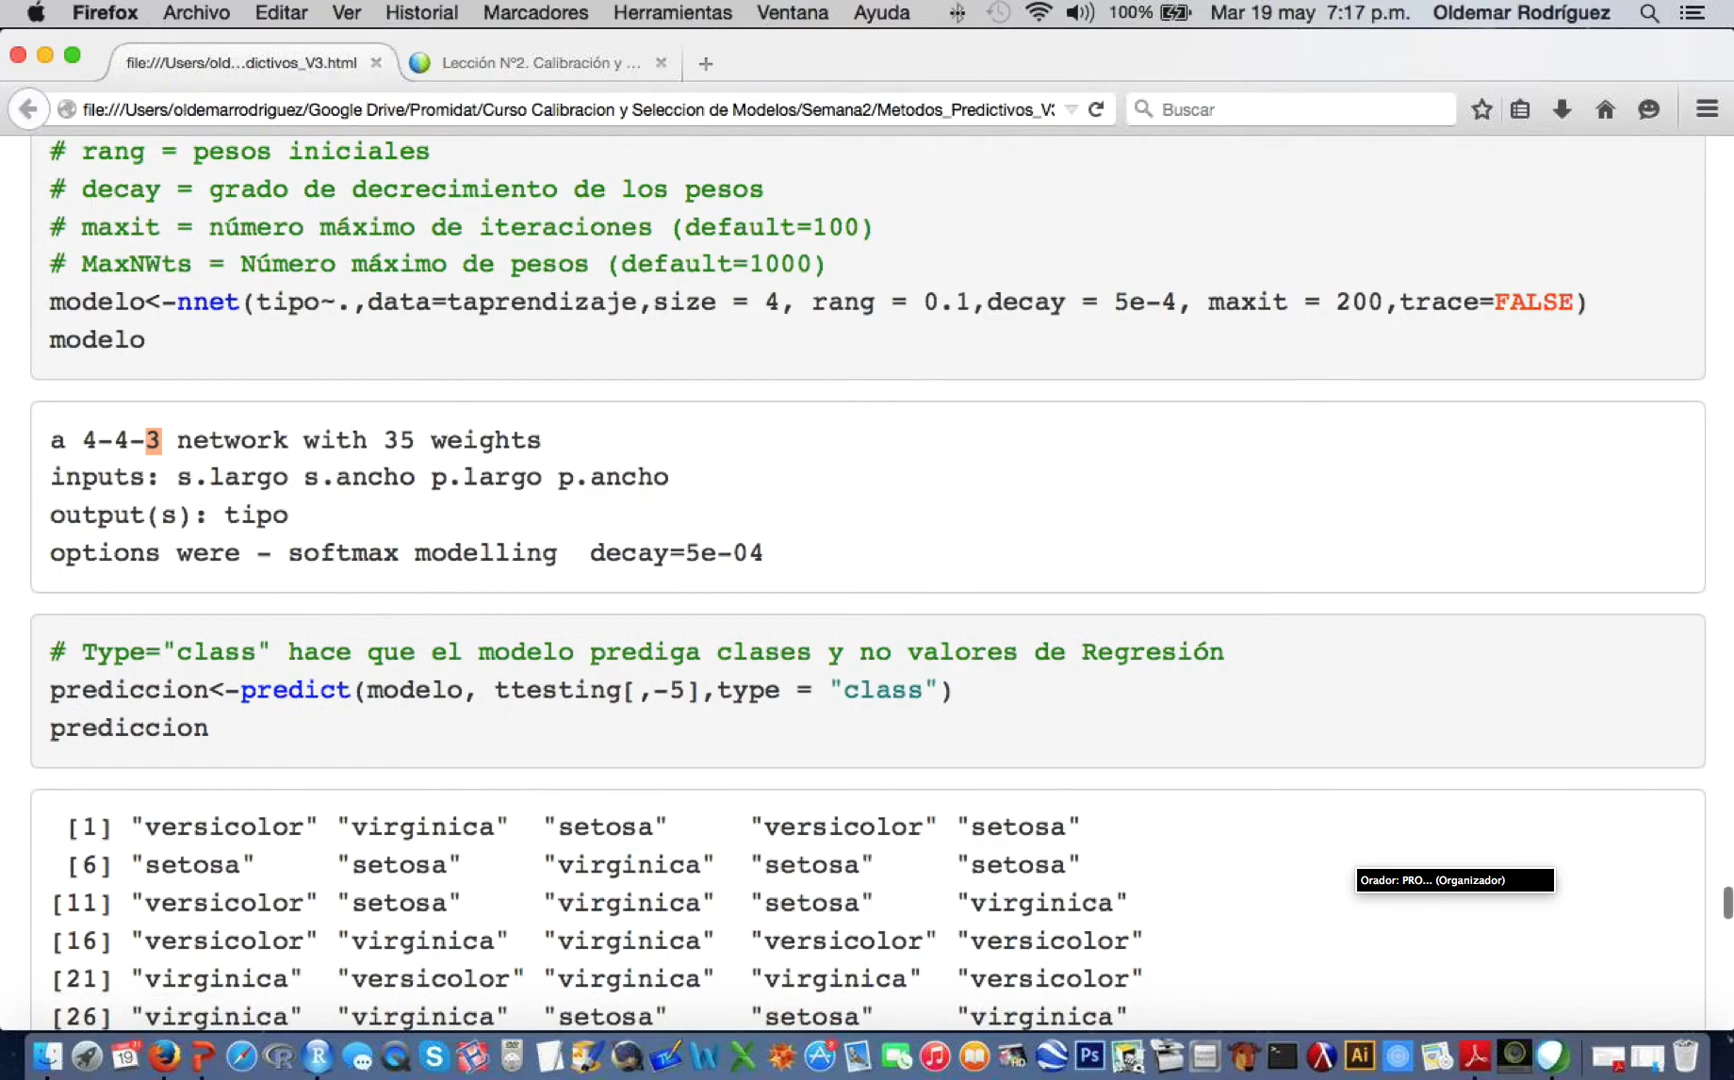 Firefox Archivo Editar Ver Historial Marcadores Herramientas Ventana Ayuda 100% Mar 19 may 7:17 p.m. Oldemar Rodríguez
file:///Users/old...dictivos_V3.html Lección Nº2. Calibración y ...
file:///Users/oldemarrodriguez/Google Drive/Promidat/Curso Calibracion y Seleccion de Modelos/Semana2/Metodos_Predictivos_V Buscar
# rang = pesos iniciales
# decay = grado de decrecimiento de los pesos
# maxit = número máximo de iteraciones (default=100)
# MaxNWts = Número máximo de pesos (default=1000)
modelo<-nnet(tipo~.,data=taprendizaje,size = 4, rang = 0.1,decay = 5e-4, maxit = 200,trace=FALSE)
modelo
a 4-4-3 network with 35 weights
inputs: s.largo s.ancho p.largo p.ancho
output(s): tipo
options were - softmax modelling  decay=5e-04
# Type="class" hace que el modelo prediga clases y no valores de Regresión
prediccion<-predict(modelo, ttesting[,-5],type = "class")
prediccion
[1] "versicolor" "virginica" "setosa" "versicolor" "setosa"
[6] "setosa" "setosa" "virginica" "setosa" "setosa"
Orador: PRO... (Organizador)
[11] "versicolor" "setosa" "virginica" "setosa" "virginica"
[16] "versicolor" "virginica" "virginica" "versicolor" "versicolor"
[21] "virginica" "versicolor" "virginica" "virginica" "versicolor"
[26] "virginica" "virginica" "setosa" "setosa" "virginica"
19 Ps Ai